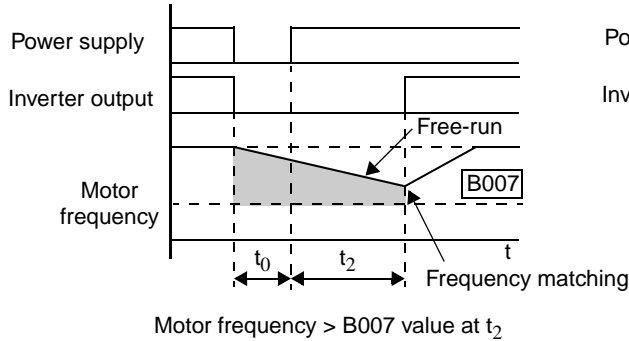 Power supply
Po
Inverter output
Inv
Free-run
B007
Motor
frequency
t
t0
t2
Frequency matching
Motor frequency > B007 value at t2